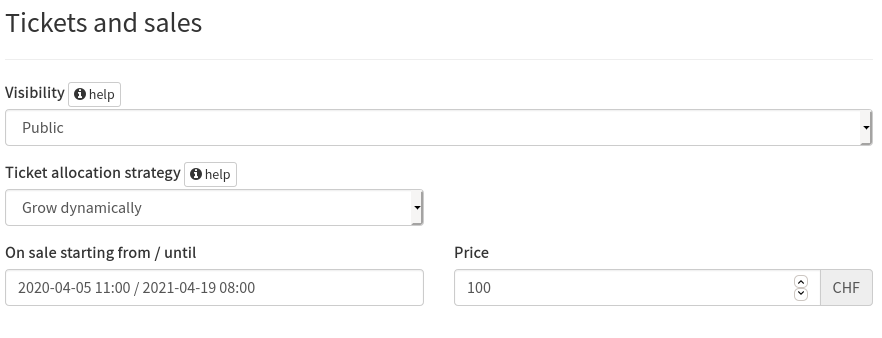 Tickets and sales
Visibility help
Public
Ticket allocation strategy help
Grow dynamically
On sale starting from / until Price
2020-04-05 11:00 / 2021-04-19 08:00 100 CHF